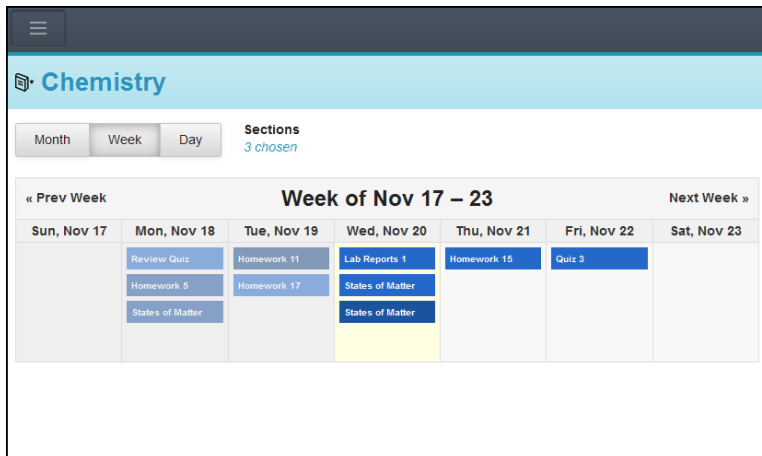 Chemistry
Month Week Day
Sections
3 chosen
« Prev Week Week of Nov 17 – 23 Next Week »
Sun, Nov 17 Mon, Nov 18 Tue, Nov 19 Wed, Nov 20 Thu, Nov 21 Fri, Nov 22 Sat, Nov 23
Review Quiz Homework 11 Lab Reports 1 Homework 15 Quiz 3
Homework 5 Homework 17 States of Matter
States of Matter States of Matter